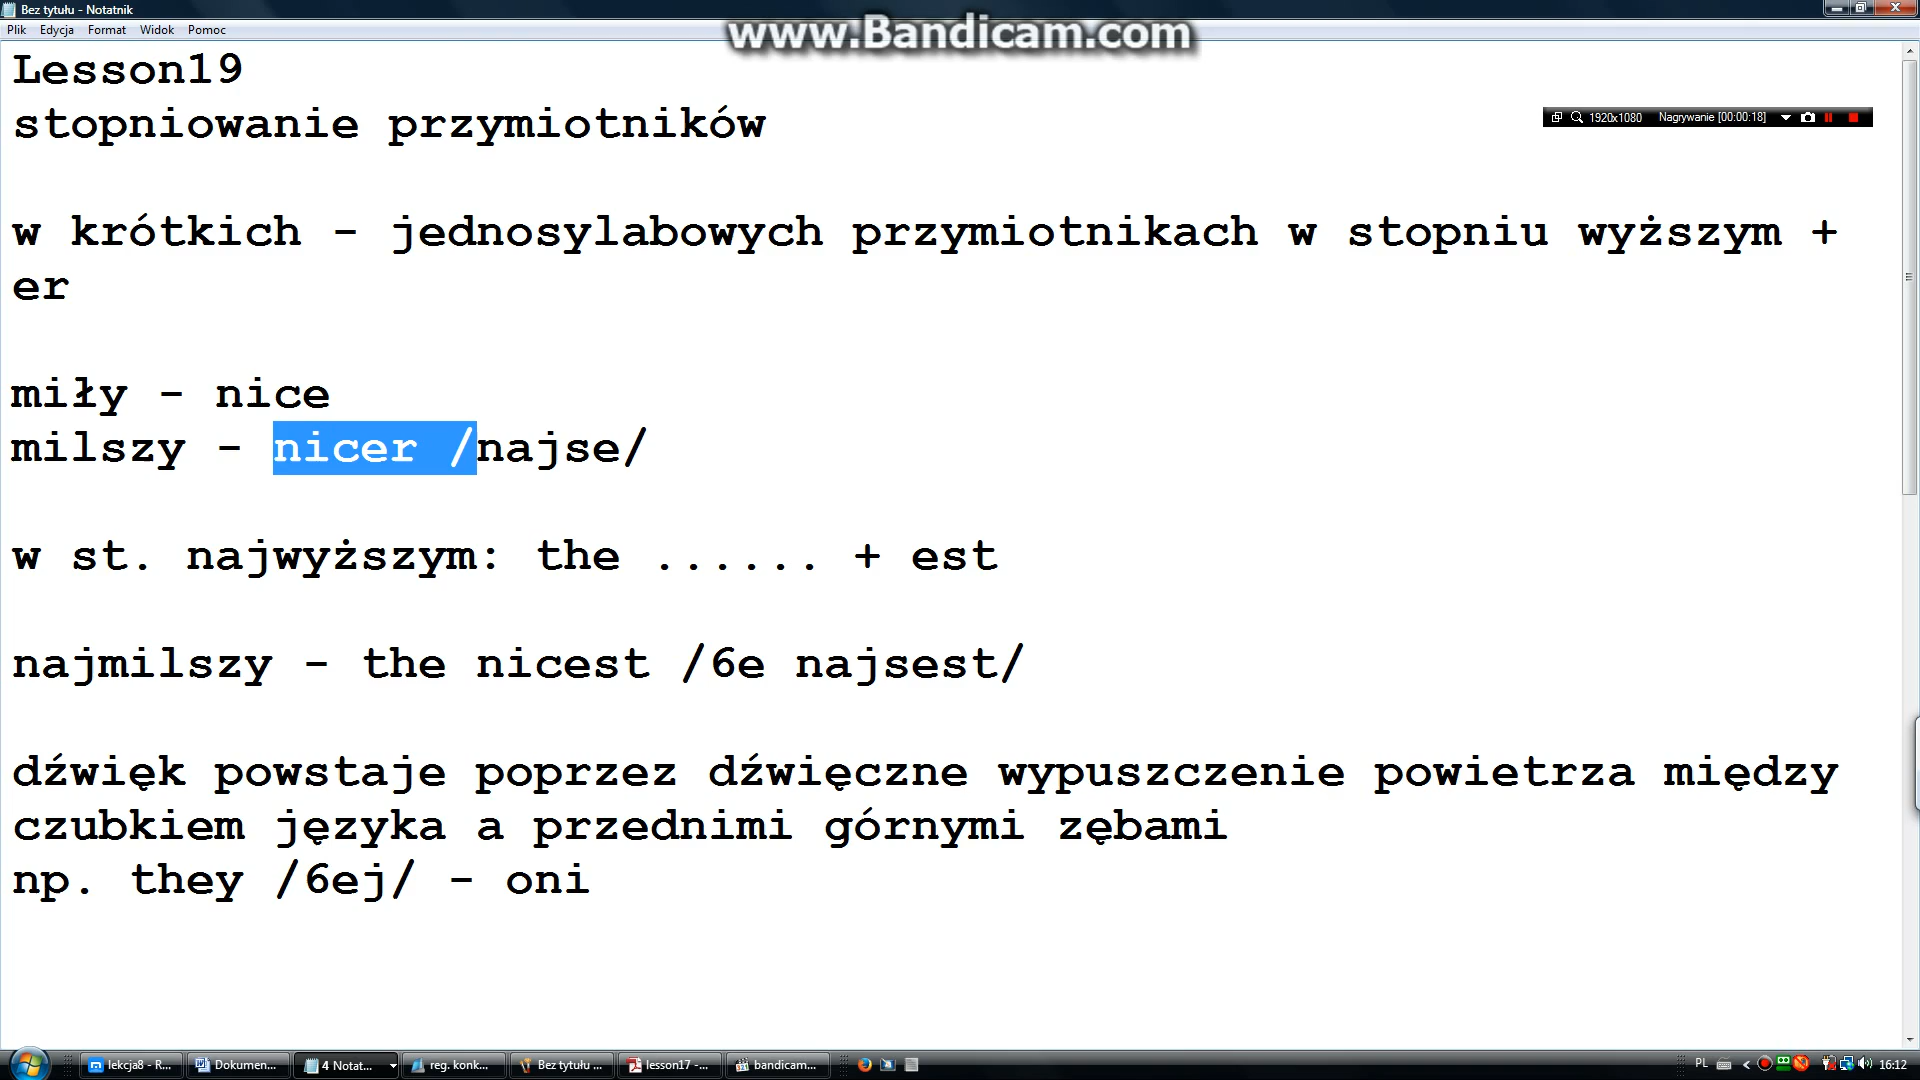 Bez tytułu - Notatnik
Plik Edycja Format Widok Pomoc
www.Bandicam.com
Lesson19
1920x1080 Nagrywanie [00:00:18]
stopniowanie przymiotników
w krótkich - jednosylabowych przymiotnikach w stopniu wyższym +
er
miły - nice
milszy - nicer /najse/
w st. najwyższym: the ...... + est
najmilszy - the nicest /6e najsest/
dźwięk powstaje poprzez dźwięczne wypuszczenie powietrza między
czubkiem języka a przednimi górnymi zębami
np. they /6ej/ - oni
lekcja8 - R... Dokumen... 4 Notat... reg. konk... Bez tytułu ... lesson17 -... bandicam... PL 16:12